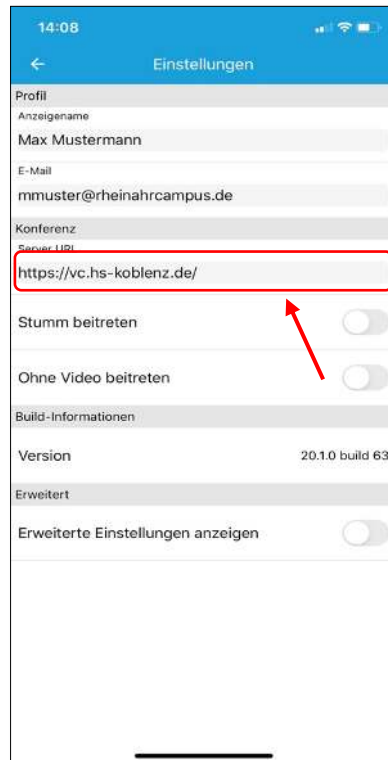 14:08
Einstellungen
Profil
Anzeigename
Max Mustermann
E-Mail
mmuster@rheinahrcampus.de
Konferenz
Server URL
https://vc.hs-koblenz.de/
Stumm beitreten
Ohne Video beitreten
Build-Informationen
Version 20.1.0 build 63
Erweitert
Erweiterte Einstellungen anzeigen